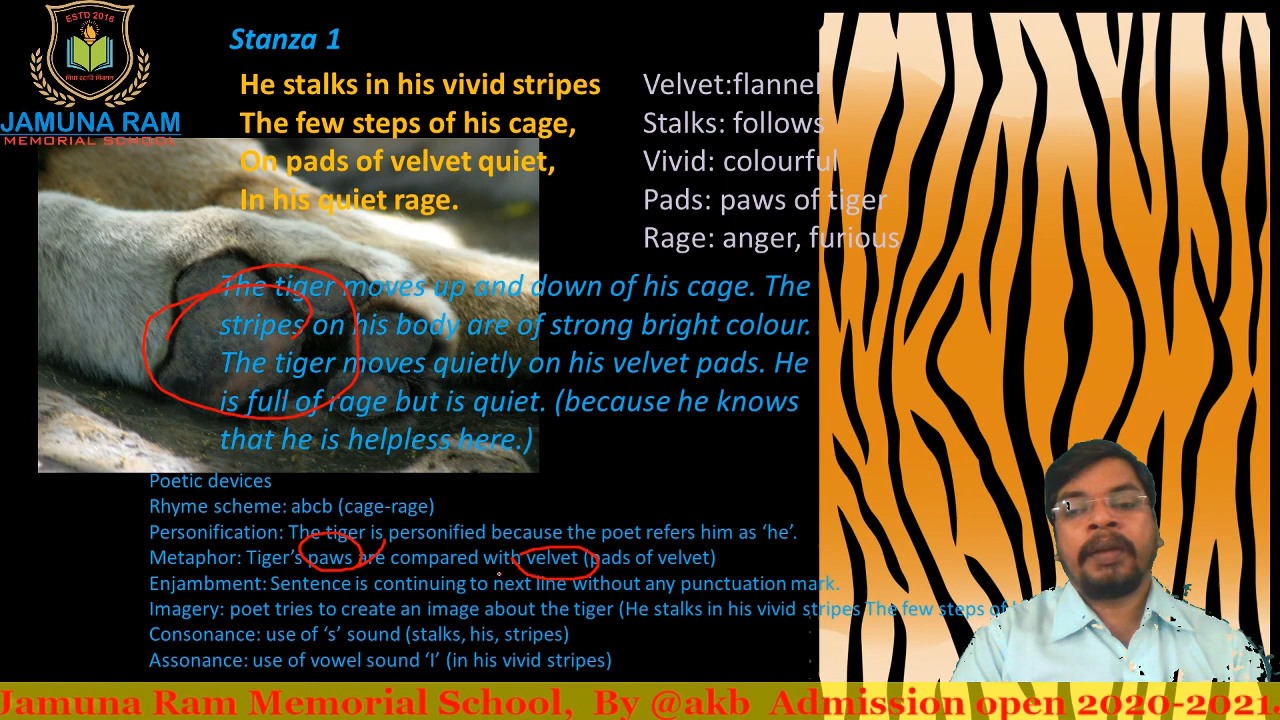 ESTD 2016
JAMUNA RAM
MEMORIAL SCHOOL
Stanza 1
He stalks in his vivid stripes
The few steps of his cage,
On pads of velvet quiet,
In his quiet rage.
Velvet:flannel
Stalks: follows
Vivid: colourful
Pads: paws of tiger
Rage: anger, furious
The tiger moves up and down of his cage. The
stripes on his body are of strong bright colour.
The tiger moves quietly on his velvet pads. He
is full of rage but is quiet. (because he knows
that he is helpless here.)
Poetic devices
Rhyme scheme: abcb (cage-rage)
Personification: The tiger is personified because the poet refers him as ‘he’.
Metaphor: Tiger’s paws are compared with velvet (pads of velvet)
Enjambment: Sentence is continuing to next line without any punctuation mark.
Imagery: poet tries to create an image about the tiger (He stalks in his vivid stripes The few steps of
Consonance: use of ‘s’ sound (stalks, his, stripes)
Assonance: use of vowel sound ‘I’ (in his vivid stripes)
Jamuna Ram Memorial School, By @akb Admission open 2020-2021.